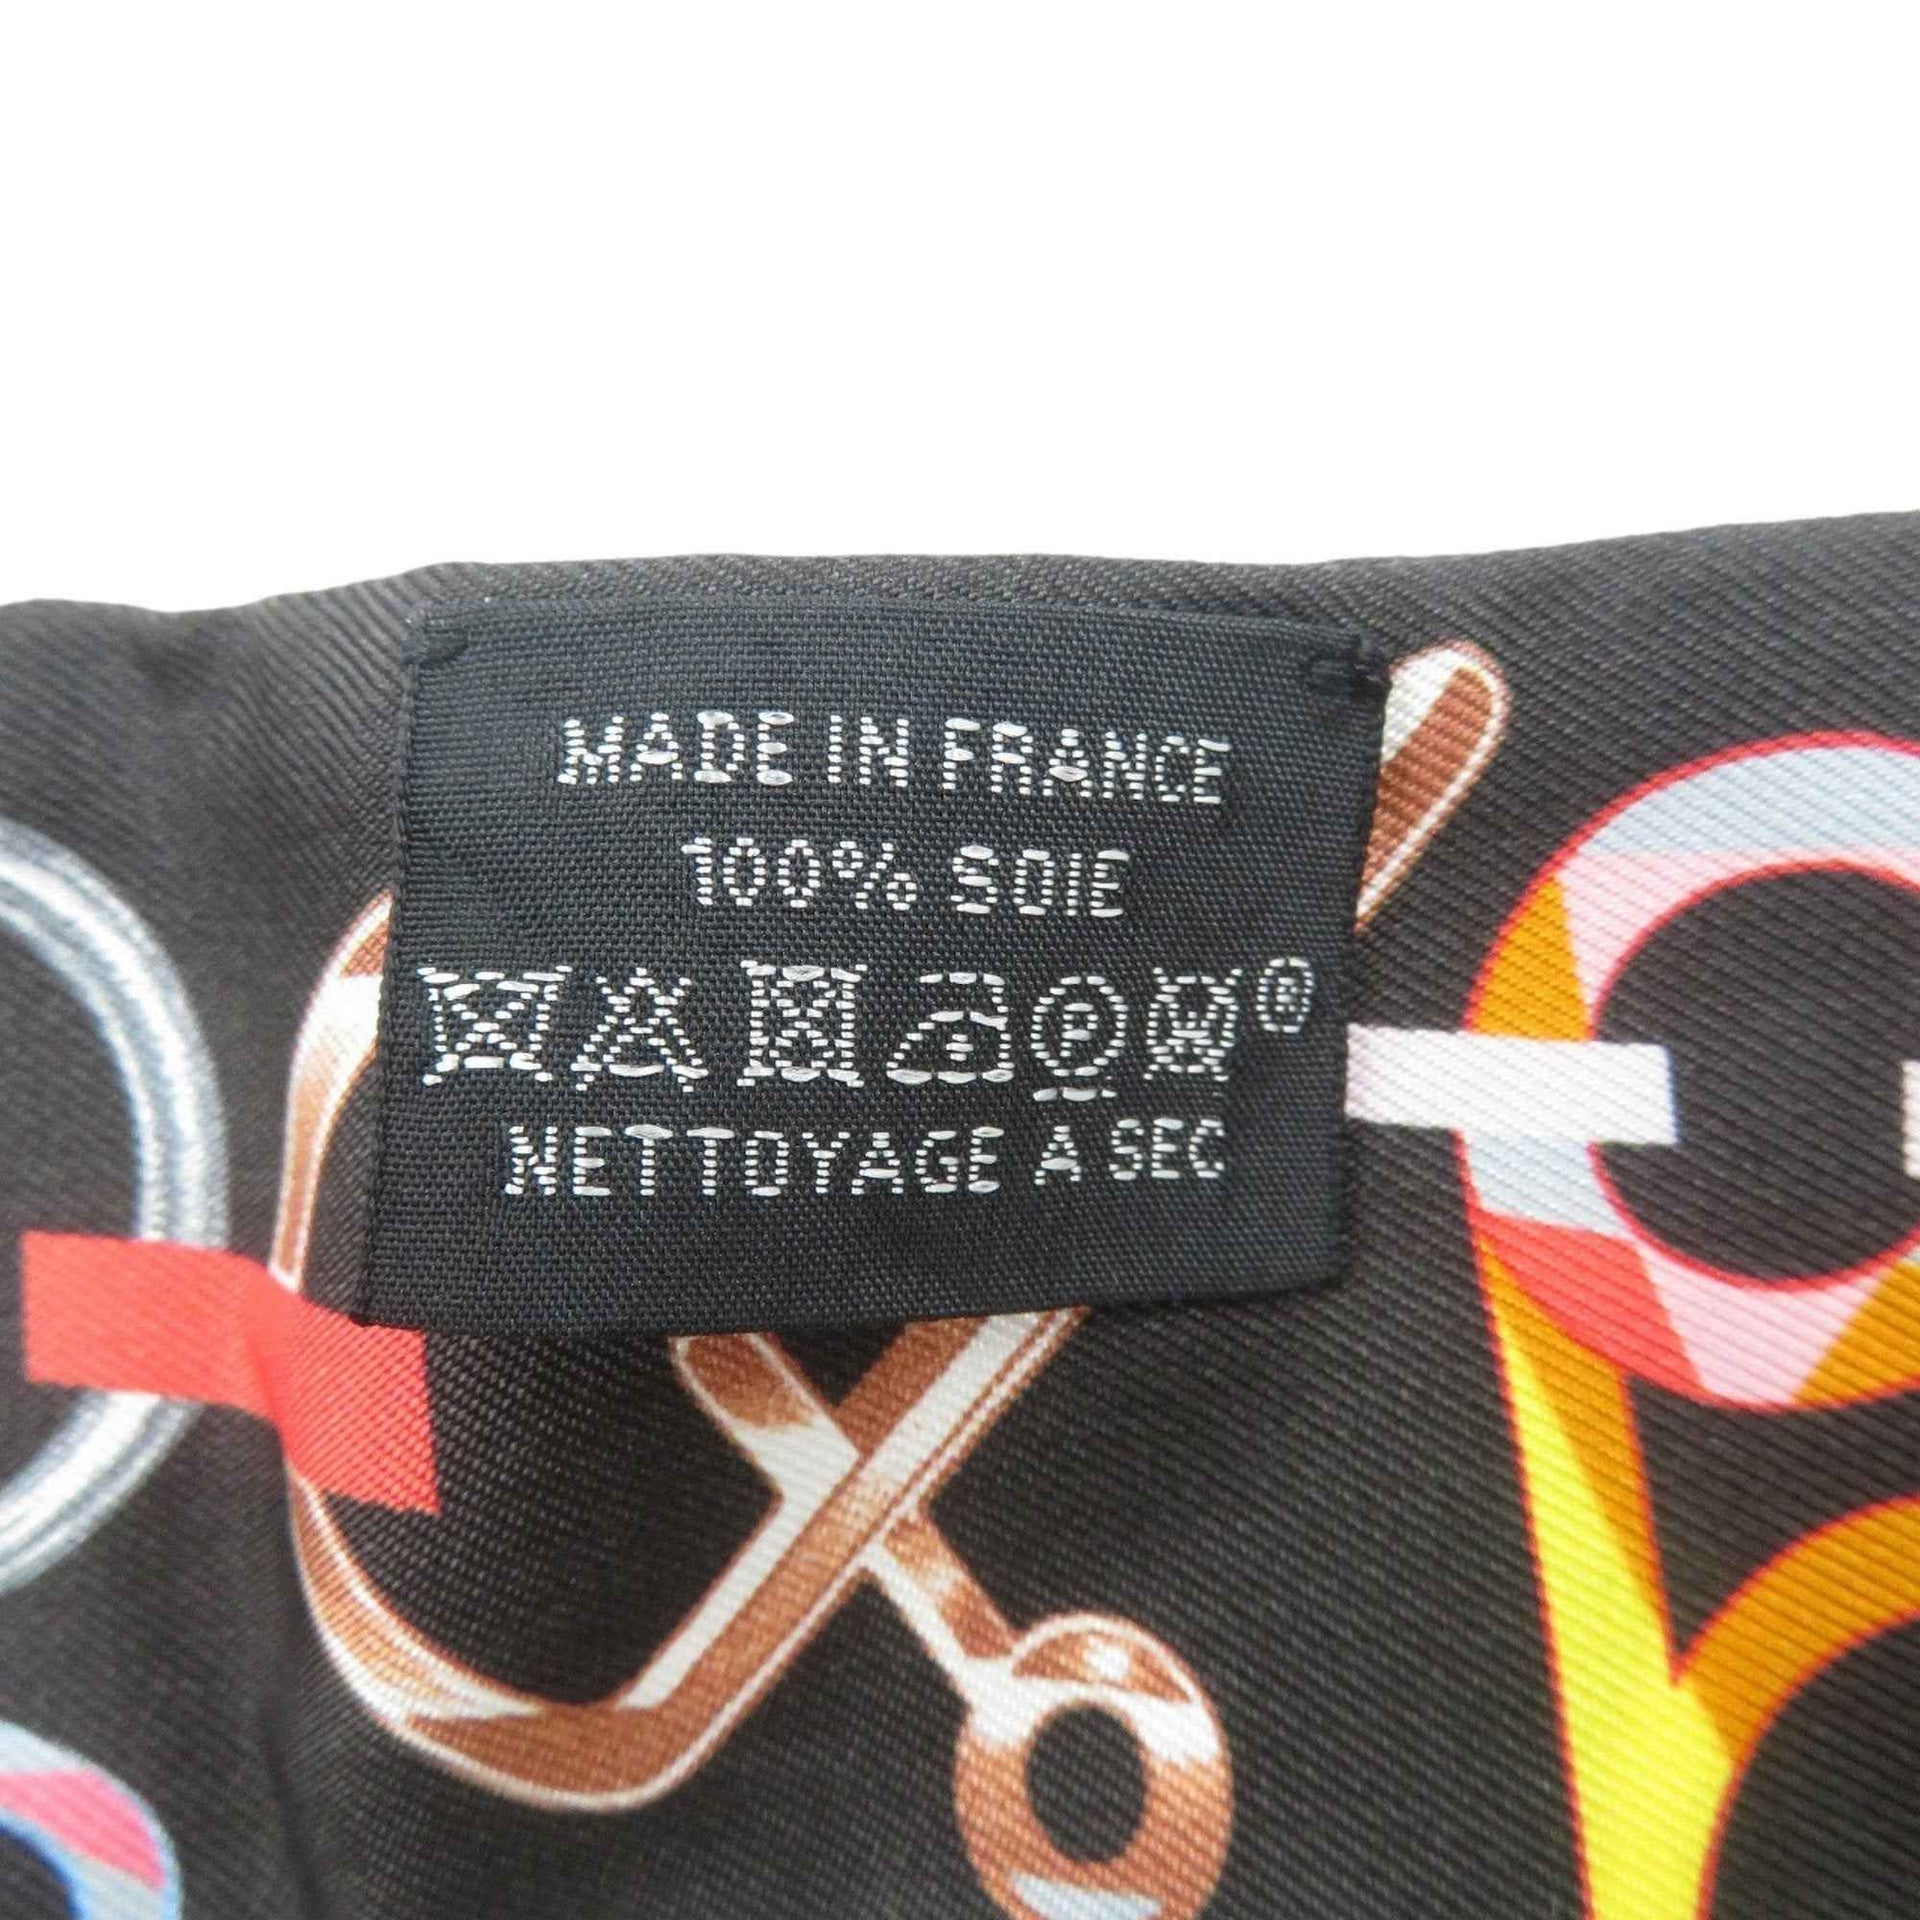 MADE IN FRANCE
100% SOIE
P W ®
NETTOYAGE A SEC